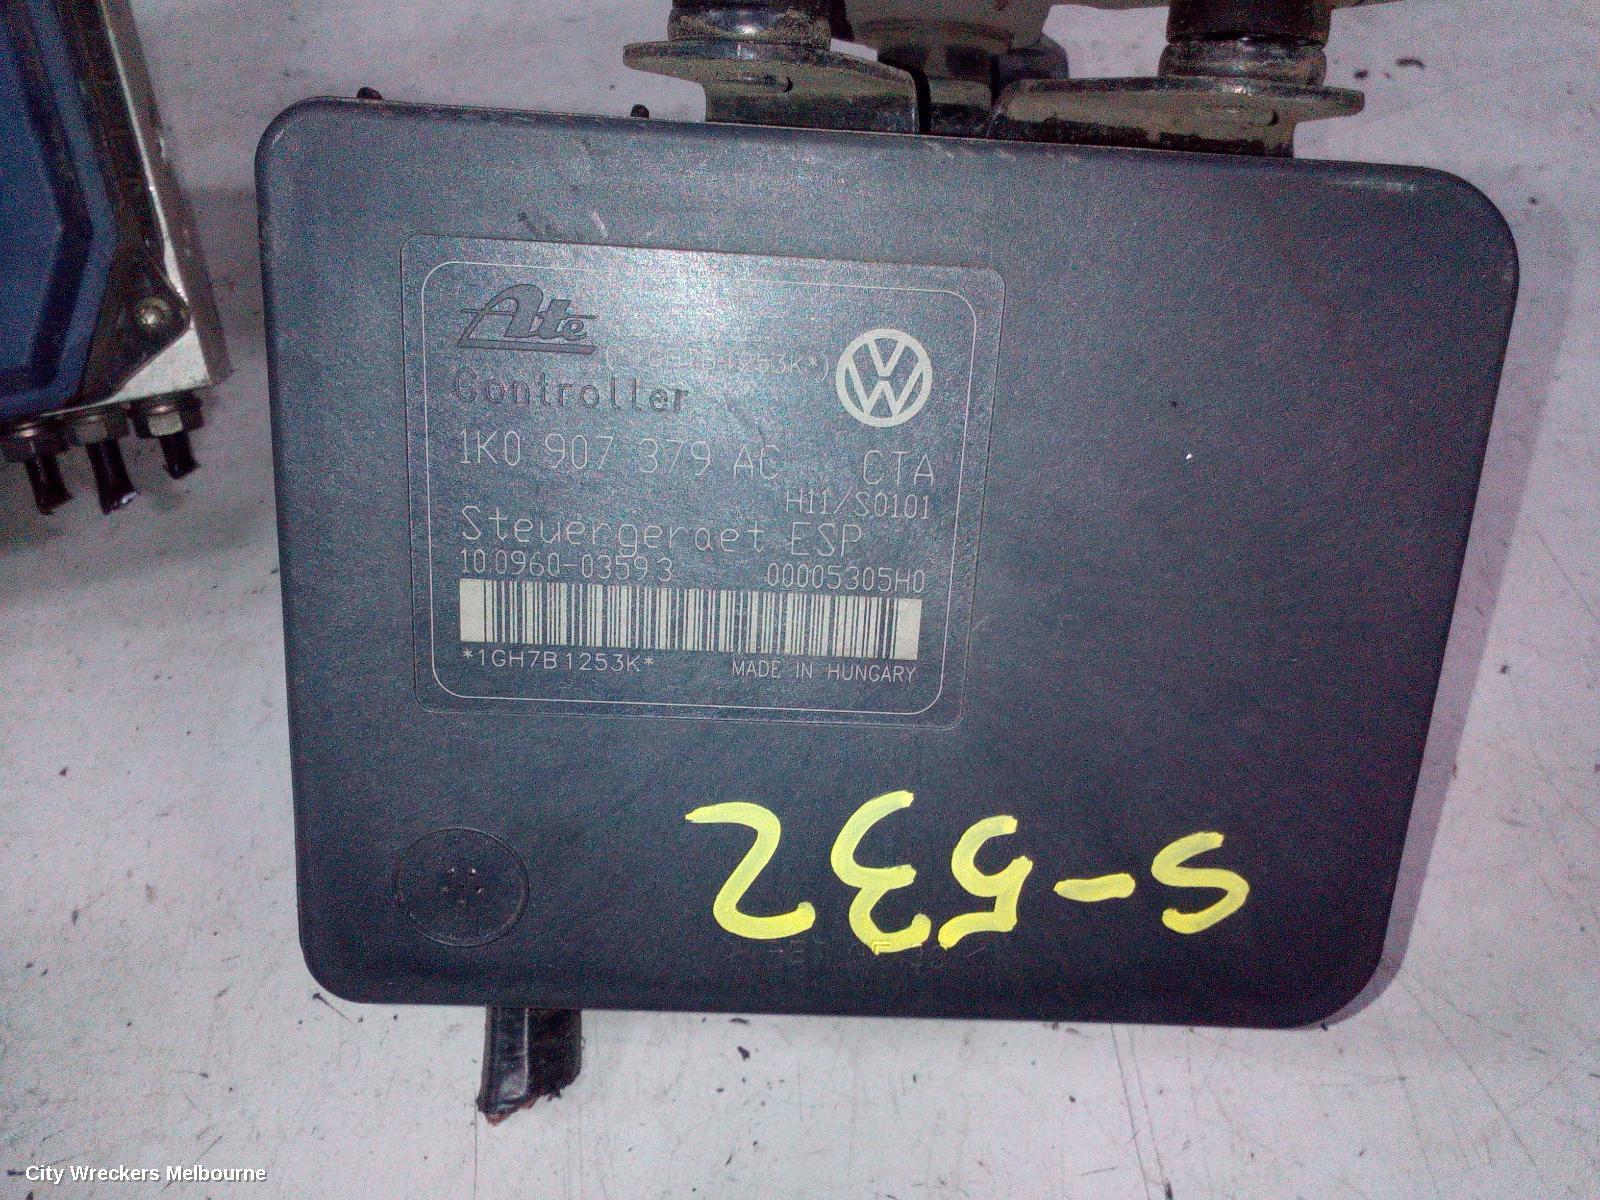 Ate
(*1GH7B1253K*)
Controller
1K0 907 379 AC CTA
H11/S0101
Steuergeraet ESP
10.0960-0359.3 00005305H0
*1GH7B1253K* MADE IN HUNGARY
S-532
City Wreckers Melbourne